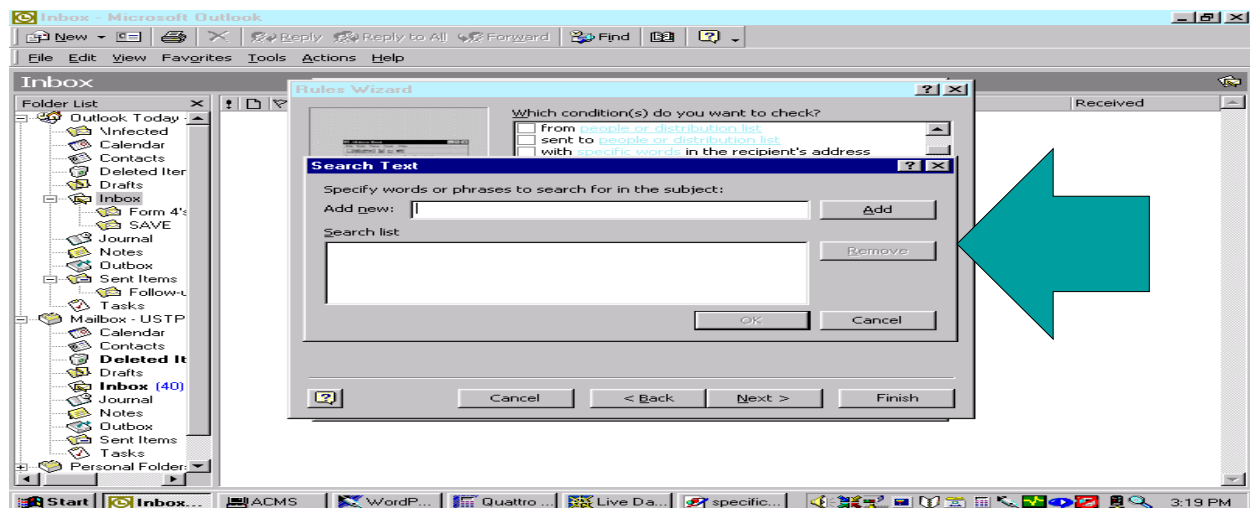 Inbox - Microsoft Outlook
New Reply Reply to All Forward Find
File Edit View Favorites Tools Actions Help
Inbox
Folder List
Received
Outlook Today -
\Infected
Calendar
Contacts
Deleted Iter
Drafts
Inbox
Form 4's
SAVE
Journal
Notes
Outbox
Sent Items
Follow-u
Tasks
Mailbox - USTP
Calendar
Contacts
Deleted It
Drafts
Inbox (40)
Journal
Notes
Outbox
Sent Items
Tasks
Personal Folder:
Rules Wizard
Which condition(s) do you want to check?
from people or distribution list
sent to people or distribution list
with specific words in the recipient's address
Search Text
Specify words or phrases to search for in the subject:
Add new: Add
Search list
Remove
OK Cancel
Cancel < Back Next > Finish
Start Inbox... ACMS WordP... Quattro ... Live Da... specific... 3:19 PM